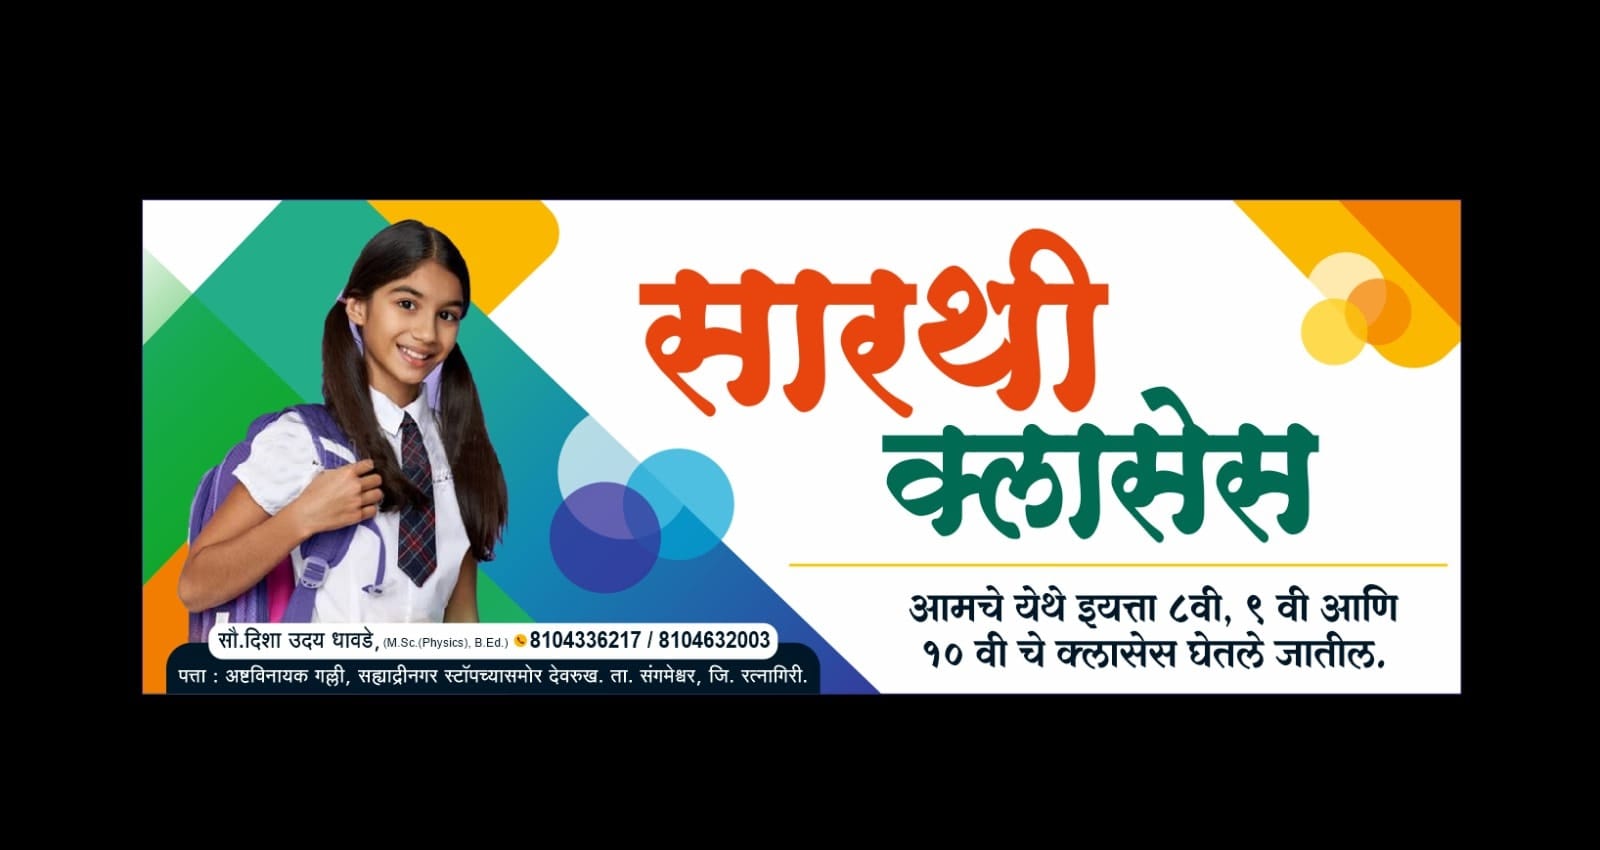 सारथी
क्लासेस
आमचे येथे इयत्ता ८वी, ९ वी आणि
१० वी चे क्लासेस घेतले जातील.
सौ.दिशा उदय धावडे, (M.Sc.(Physics), B.Ed.) 8104336217 / 8104632003
पत्ता : अष्टविनायक गल्ली, सह्याद्रीनगर स्टॉपच्यासमोर देवरुख. ता. संगमेश्वर, जि. रत्नागिरी.